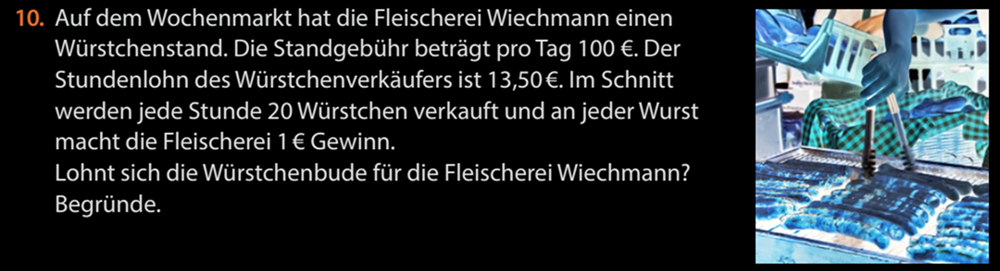 10. Auf dem Wochenmarkt hat die Fleischerei Wiechmann einen
Würstchenstand. Die Standgebühr beträgt pro Tag 100 €. Der
Stundenlohn des Würstchenverkäufers ist 13,50 €. Im Schnitt
werden jede Stunde 20 Würstchen verkauft und an jeder Wurst
macht die Fleischerei 1 € Gewinn.
Lohnt sich die Würstchenbude für die Fleischerei Wiechmann?
Begründe.